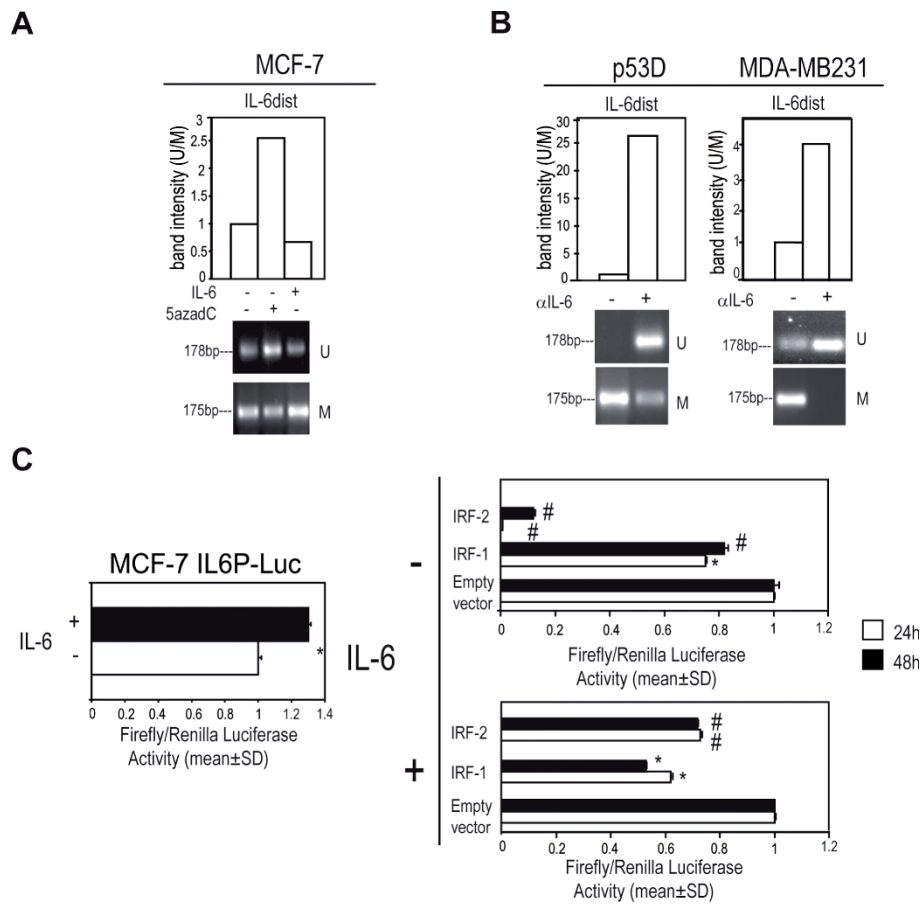 A
MCF-7
IL-6dist
band intensity (U/M)
3
2.5
2
1
0.5
0
IL-6 - - +
5azadC - + -
178bp--- U
175bp--- M
B
p53D MDA-MB231
IL-6dist IL-6dist
band intensity (U/M)
30
25
20
15
10
5
0
αIL-6 - +
178bp--- U
175bp--- M
band intensity (U/M)
4
3
2
1
0
αIL-6 - +
178bp--- U
175bp--- M
C
MCF-7 IL6P-Luc
IL-6
+
-
*
0 0.2 0.4 0.6 0.8 1 1.2 1.4
Firefly/Renilla Luciferase
Activity (mean±SD)
IL-6
-
IRF-2 #
#
IRF-1 #
*
Empty
vector
0 0.2 0.4 0.6 0.8 1 1.2
Firefly/Renilla Luciferase
Activity (mean±SD)
+
IRF-2 #
#
IRF-1 *
*
Empty
vector
0 0.2 0.4 0.6 0.8 1 1.2
Firefly/Renilla Luciferase
Activity (mean±SD)
24h
48h